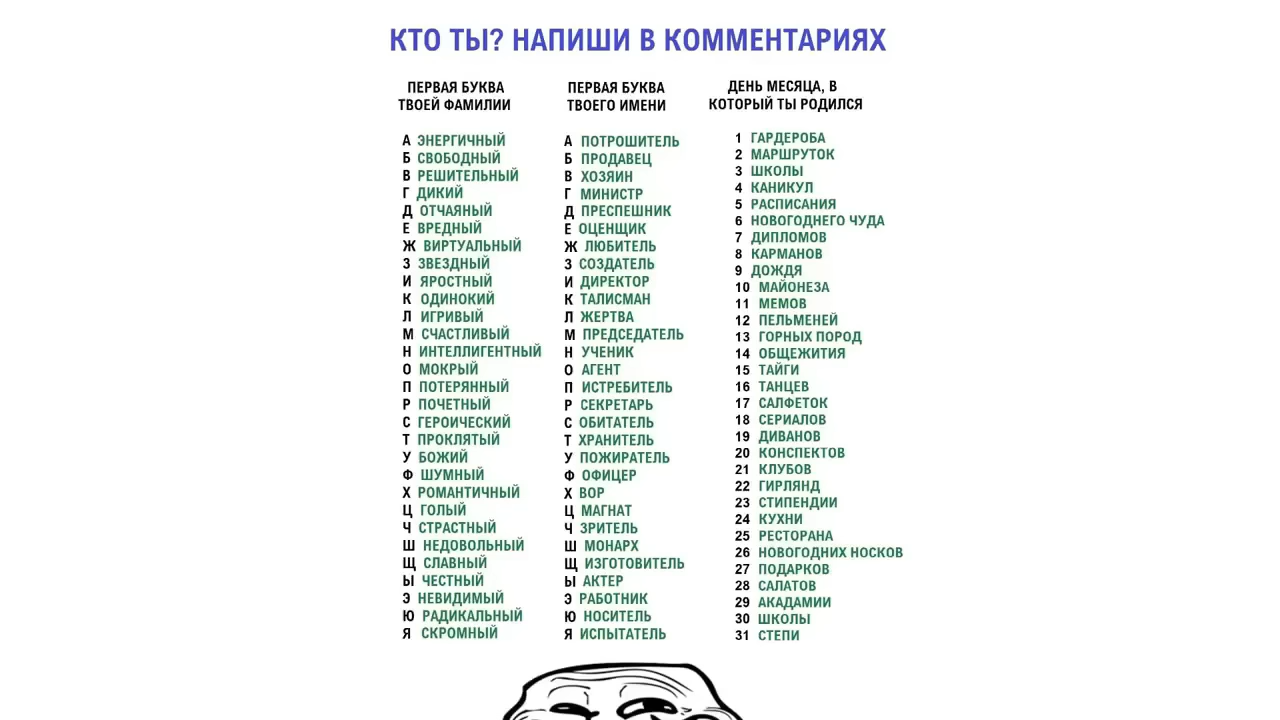 КТО ТЫ? НАПИШИ В КОММЕНТАРИЯХ
ПЕРВАЯ БУКВА
ТВОЕЙ ФАМИЛИИ
А ЭНЕРГИЧНЫЙ
Б СВОБОДНЫЙ
В РЕШИТЕЛЬНЫЙ
Г ДИКИЙ
Д ОТЧАЯНЫЙ
Е ВРЕДНЫЙ
Ж ВИРТУАЛЬНЫЙ
З ЗВЕЗДНЫЙ
И ЯРОСТНЫЙ
К ОДИНОКИЙ
Л ИГРИВЫЙ
М СЧАСТЛИВЫЙ
Н ИНТЕЛЛИГЕНТНЫЙ
О МОКРЫЙ
П ПОТЕРЯННЫЙ
Р ПОЧЕТНЫЙ
С ГЕРОИЧЕСКИЙ
Т ПРОКЛЯТЫЙ
У БОЖИЙ
Ф ШУМНЫЙ
Х РОМАНТИЧНЫЙ
Ц ГОЛЫЙ
Ч СТРАСТНЫЙ
Ш НЕДОВОЛЬНЫЙ
Щ СЛАВНЫЙ
Ы ЧЕСТНЫЙ
Э НЕВИДИМЫЙ
Ю РАДИКАЛЬНЫЙ
Я СКРОМНЫЙ
ПЕРВАЯ БУКВА
ТВОЕГО ИМЕНИ
А ПОТРОШИТЕЛЬ
Б ПРОДАВЕЦ
В ХОЗЯИН
Г МИНИСТР
Д ПРЕСПЕШНИК
Е ОЦЕНЩИК
Ж ЛЮБИТЕЛЬ
З СОЗДАТЕЛЬ
И ДИРЕКТОР
К ТАЛИСМАН
Л ЖЕРТВА
М ПРЕДСЕДАТЕЛЬ
Н УЧЕНИК
О АГЕНТ
П ИСТРЕБИТЕЛЬ
Р СЕКРЕТАРЬ
С ОБИТАТЕЛЬ
Т ХРАНИТЕЛЬ
У ПОЖИРАТЕЛЬ
Ф ОФИЦЕР
Х ВОР
Ц МАГНАТ
Ч ЗРИТЕЛЬ
Ш МОНАРХ
Щ ИЗГОТОВИТЕЛЬ
Ы АКТЕР
Э РАБОТНИК
Ю НОСИТЕЛЬ
Я ИСПЫТАТЕЛЬ
ДЕНЬ МЕСЯЦА, В
КОТОРЫЙ ТЫ РОДИЛСЯ
1 ГАРДЕРОБА
2 МАРШРУТОК
3 ШКОЛЫ
4 КАНИКУЛ
5 РАСПИСАНИЯ
6 НОВОГОДНЕГО ЧУДА
7 ДИПЛОМОВ
8 КАРМАНОВ
9 ДОЖДЯ
10 МАЙОНЕЗА
11 МЕМОВ
12 ПЕЛЬМЕНЕЙ
13 ГОРНЫХ ПОРОД
14 ОБЩЕЖИТИЯ
15 ТАЙГИ
16 ТАНЦЕВ
17 САЛФЕТОК
18 СЕРИАЛОВ
19 ДИВАНОВ
20 КОНСПЕКТОВ
21 КЛУБОВ
22 ГИРЛЯНД
23 СТИПЕНДИИ
24 КУХНИ
25 РЕСТОРАНА
26 НОВОГОДНИХ НОСКОВ
27 ПОДАРКОВ
28 САЛАТОВ
29 АКАДЕМИИ
30 ШКОЛЫ
31 СТЕПИ